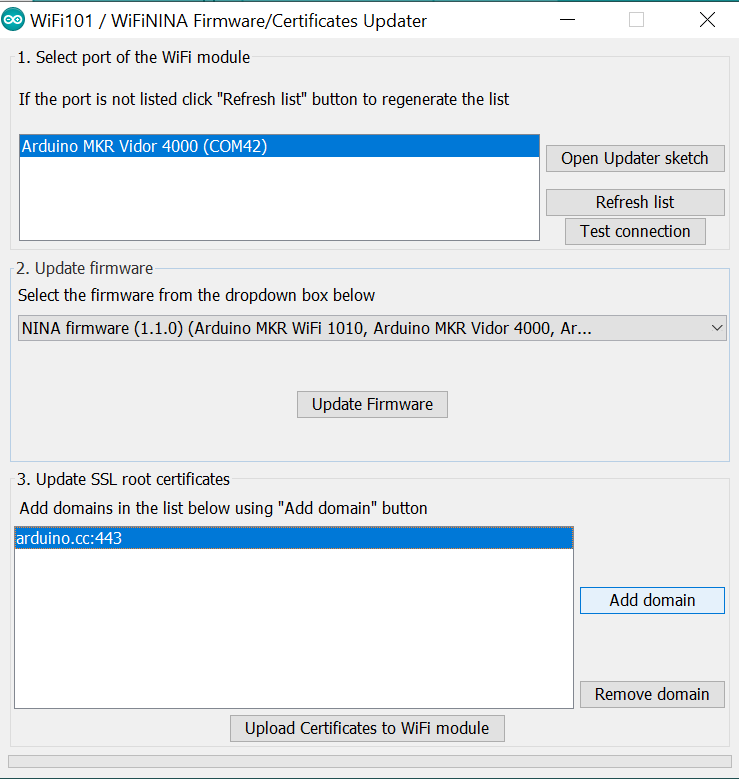 WiFi101 / WiFiNINA Firmware/Certificates Updater
1. Select port of the WiFi module
If the port is not listed click "Refresh list" button to regenerate the list
Arduino MKR Vidor 4000 (COM42)
Open Updater sketch
Refresh list
Test connection
2. Update firmware
Select the firmware from the dropdown box below
NINA firmware (1.1.0) (Arduino MKR WiFi 1010, Arduino MKR Vidor 4000, Ar...
Update Firmware
3. Update SSL root certificates
Add domains in the list below using "Add domain" button
arduino.cc:443
Add domain
Remove domain
Upload Certificates to WiFi module